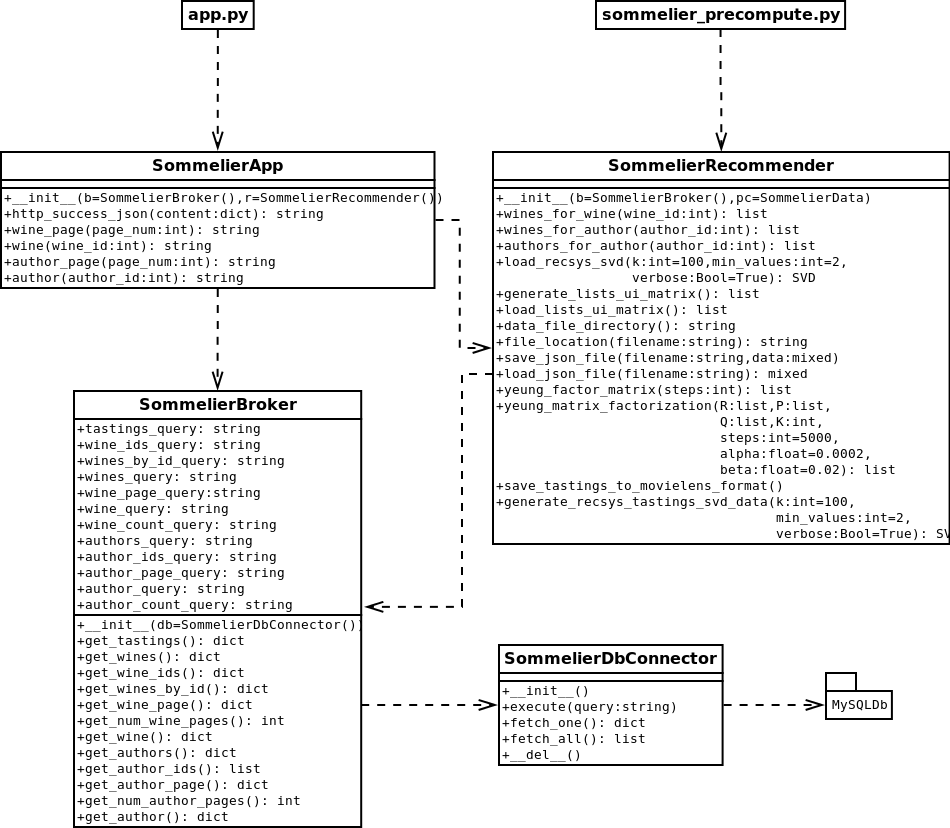 app.py
sommelier_precompute.py
SommelierApp
+__init__(b=SommelierBroker(),r=SommelierRecommender())
+http_success_json(content:dict): string
+wine_page(page_num:int): string
+wine(wine_id:int): string
+author_page(page_num:int): string
+author(author_id:int): string
SommelierRecommender
+__init__(b=SommelierBroker(),pc=SommelierData)
+wines_for_wine(wine_id:int): list
+wines_for_author(author_id:int): list
+authors_for_author(author_id:int): list
+load_recsys_svd(k:int=100,min_values:int=2,
verbose:Bool=True): SVD
+generate_lists_ui_matrix(): list
+load_lists_ui_matrix(): list
+data_file_directory(): string
+file_location(filename:string): string
+save_json_file(filename:string,data:mixed)
+load_json_file(filename:string): mixed
+yeung_factor_matrix(steps:int): list
+yeung_matrix_factorization(R:list,P:list,
Q:list,K:int,
steps:int=5000,
alpha:float=0.0002,
beta:float=0.02): list
+save_tastings_to_movielens_format()
+generate_recsys_tastings_svd_data(k:int=100,
min_values:int=2,
verbose:Bool=True): SV
SommelierBroker
+tastings_query: string
+wine_ids_query: string
+wines_by_id_query: string
+wines_query: string
+wine_page_query:string
+wine_query: string
+wine_count_query: string
+authors_query: string
+author_ids_query: string
+author_page_query: string
+author_query: string
+author_count_query: string
+__init__(db=SommelierDbConnector())
+get_tastings(): dict
+get_wines(): dict
+get_wine_ids(): dict
+get_wines_by_id(): dict
+get_wine_page(): dict
+get_num_wine_pages(): int
+get_wine(): dict
+get_authors(): dict
+get_author_ids(): list
+get_author_page(): dict
+get_num_author_pages(): int
+get_author(): dict
SommelierDbConnector
+__init__()
+execute(query:string)
+fetch_one(): dict
+fetch_all(): list
+__del__()
MySQLDb